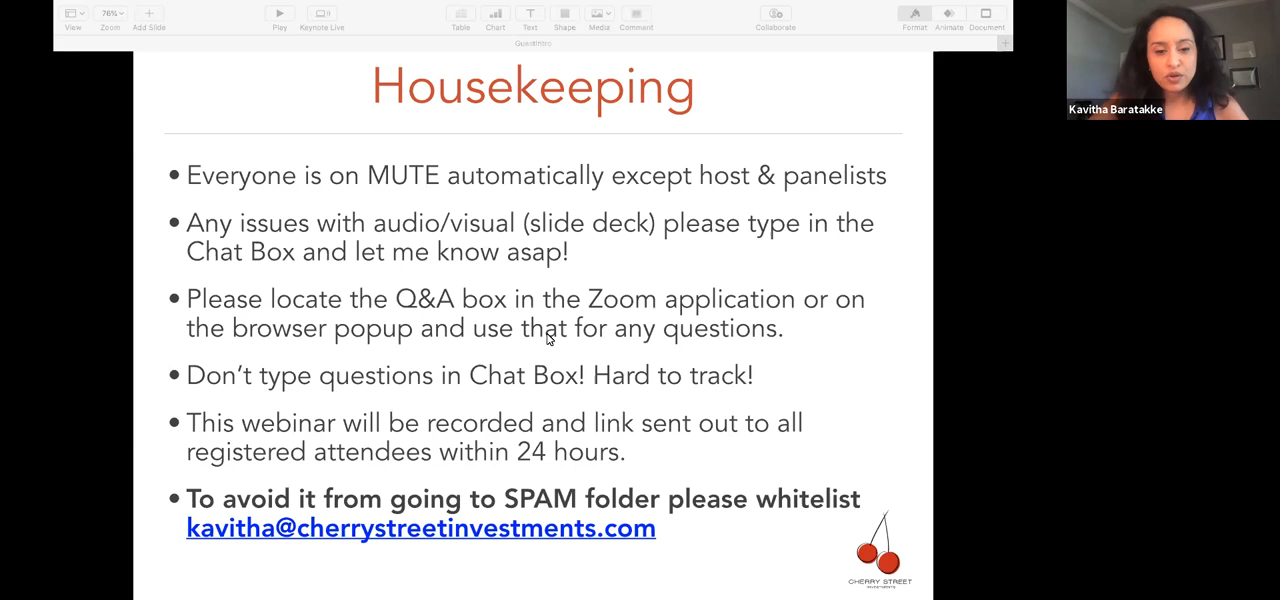 76%
View Zoom Add Slide Play Keynote Live Table Chart Text Shape Media Comment Collaborate Format Animate Document
GuestIntro
Kavitha Baratakke
Housekeeping
• Everyone is on MUTE automatically except host & panelists
• Any issues with audio/visual (slide deck) please type in the
Chat Box and let me know asap!
• Please locate the Q&A box in the Zoom application or on
the browser popup and use that for any questions.
• Don't type questions in Chat Box! Hard to track!
• This webinar will be recorded and link sent out to all
registered attendees within 24 hours.
• To avoid it from going to SPAM folder please whitelist
kavitha@cherrystreetinvestments.com
CHERRY STREET
INVESTMENTS